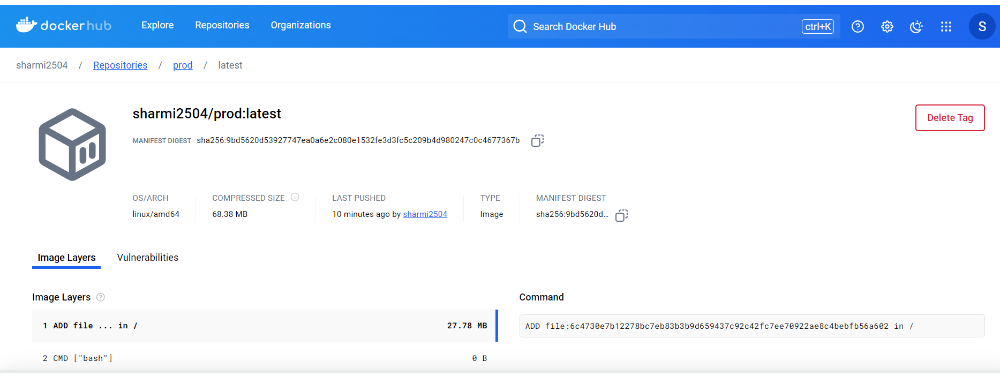 docker hub Explore Repositories Organizations Search Docker Hub ctrl+K S
sharmi2504 / Repositories / prod / latest
sharmi2504/prod:latest
Delete Tag
MANIFEST DIGEST sha256:9bd5620d53927747ea0a6e2c080e1532fe3d3fc5c209b4d980247c0c4677367b
OS/ARCH COMPRESSED SIZE LAST PUSHED TYPE MANIFEST DIGEST
linux/amd64 68.38 MB 10 minutes ago by sharmi2504 Image sha256:9bd5620d...
Image Layers Vulnerabilities
Image Layers Command
1 ADD file ... in / 27.78 MB ADD file:6c4730e7b12278bc7eb83b3b9d659437c92c42fc7ee70922ae8c4bebfb56a602 in /
2 CMD ["bash"] 0 B